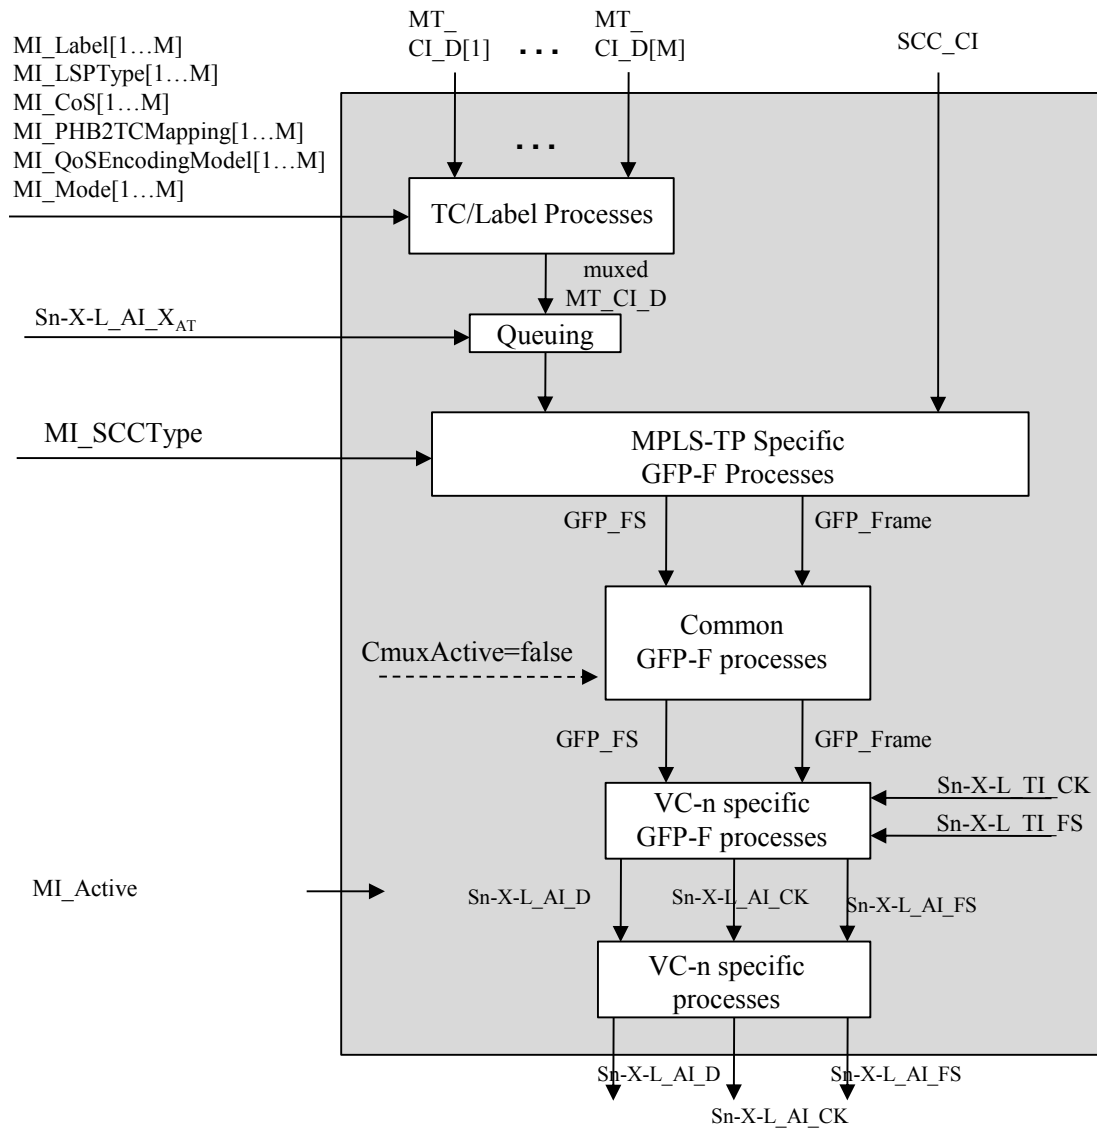 MT_
CI_D[1]
. . .
MT_
CI_D[M]
SCC_CI
MI_Label[1…M]
MI_LSPType[1…M]
MI_CoS[1…M]
MI_PHB2TCMapping[1…M]
MI_QoSEncodingModel[1…M]
MI_Mode[1…M]
. . .
TC/Label Processes
muxed
MT_CI_D
Sn-X-L_AI_XAT
Queuing
MI_SCCType
MPLS-TP Specific
GFP-F Processes
GFP_FS
GFP_Frame
Common
GFP-F processes
CmuxActive=false
GFP_FS
GFP_Frame
VC-n specific
GFP-F processes
Sn-X-L_TI_CK
Sn-X-L_TI_FS
MI_Active
Sn-X-L_AI_D
Sn-X-L_AI_CK
Sn-X-L_AI_FS
VC-n specific
processes
Sn-X-L_AI_D
Sn-X-L_AI_FS
Sn-X-L_AI_CK